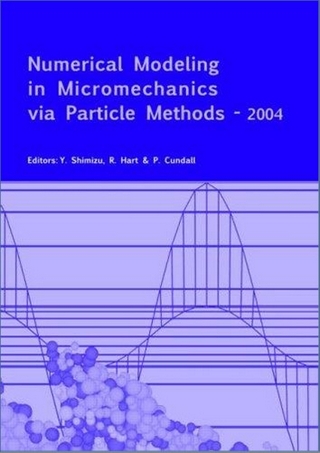 Numerical Modeling
in Micromechanics
via Particle Methods - 2004
Editors: Y. Shimizu, R. Hart & P. Cundall